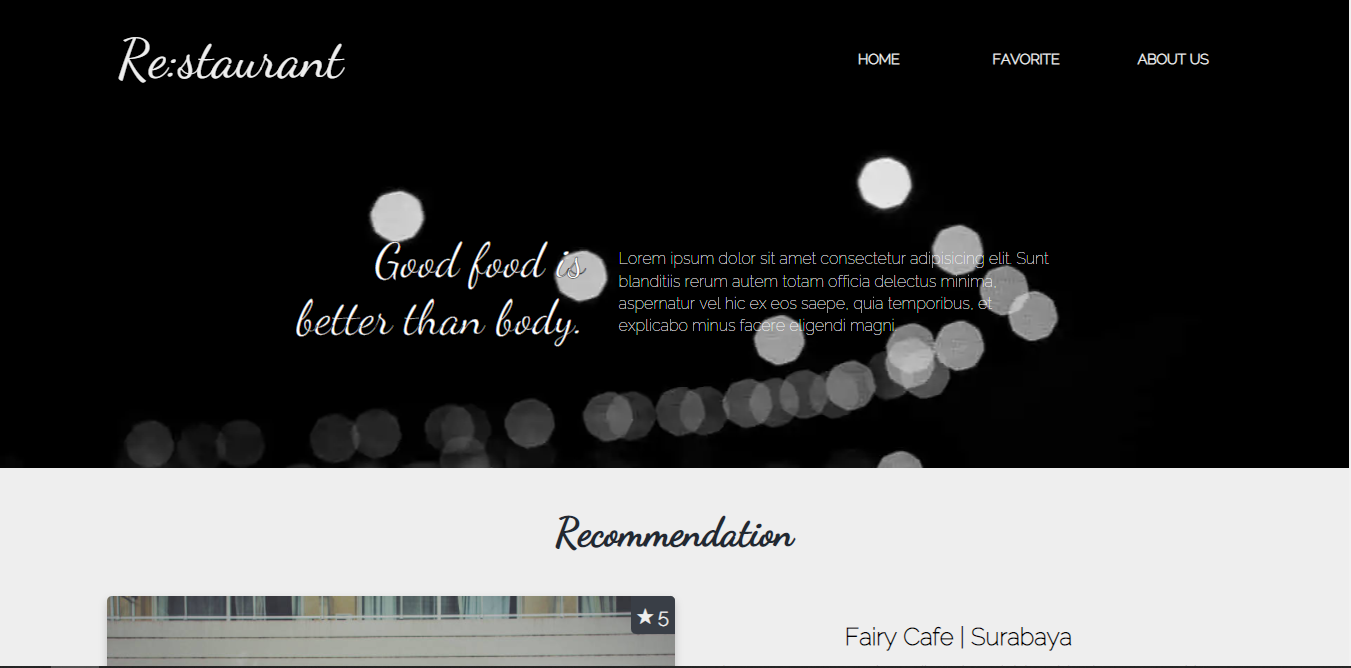 Re:staurant
HOME FAVORITE ABOUT US
Good food is
better than body.
Lorem ipsum dolor sit amet consectetur adipisicing elit. Sunt
blanditiis rerum autem totam officia delectus minima,
aspernatur vel hic ex eos saepe, quia temporibus, et
explicabo minus facere eligendi magni.
Recommendation
★ 5
Fairy Cafe | Surabaya